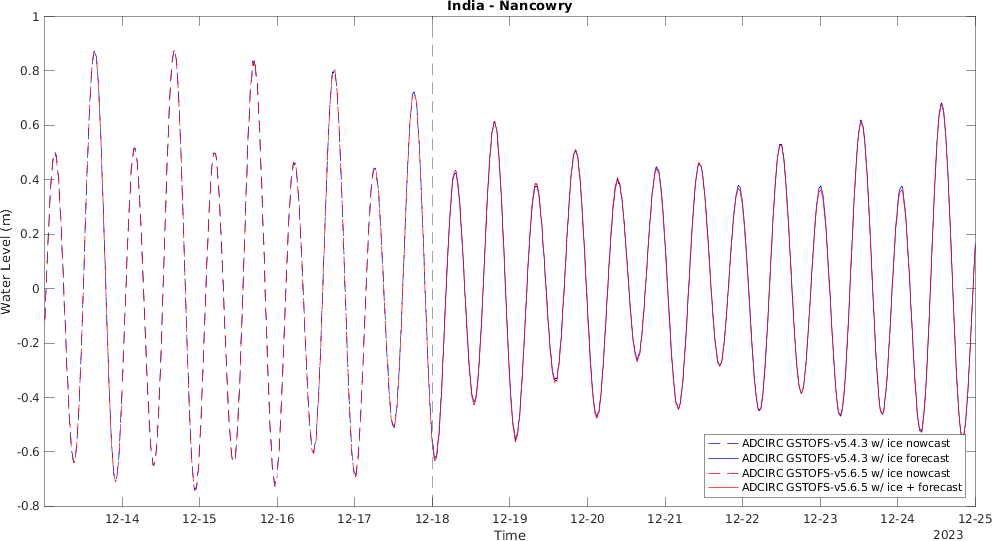 India - Nancowry
Water Level (m)
1
0.8
0.6
0.4
0.2
0
-0.2
-0.4
-0.6
-0.8
ADCIRC GSTOFS-v5.4.3 w/ ice nowcast
ADCIRC GSTOFS-v5.4.3 w/ ice forecast
ADCIRC GSTOFS-v5.6.5 w/ ice nowcast
ADCIRC GSTOFS-v5.6.5 w/ ice + forecast
12-14 12-15 12-16 12-17 12-18 12-19 12-20 12-21 12-22 12-23 12-24 12-25
Time
2023